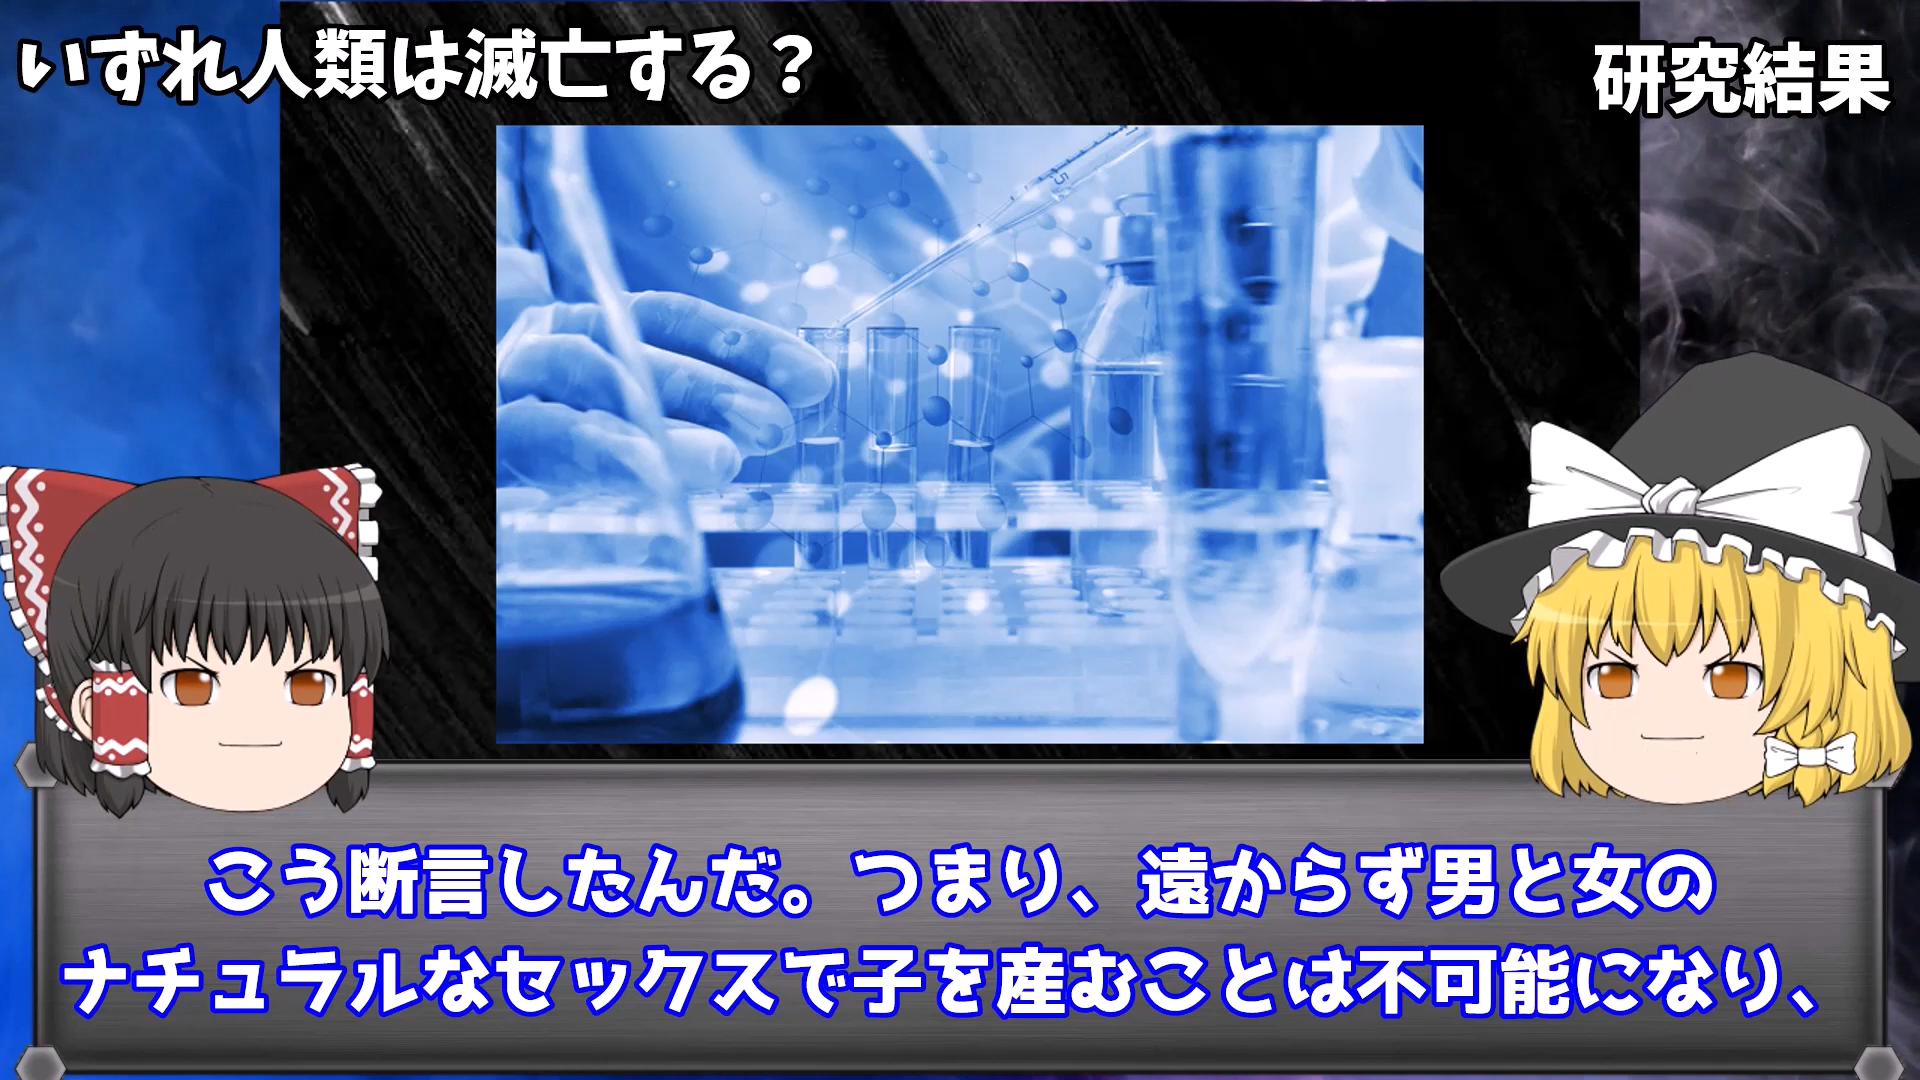 いずれ人類は滅亡する？
研究結果
こう断言したんだ。つまり、遠からず男と女の
ナチュラルなセックスで子を産むことは不可能になり、